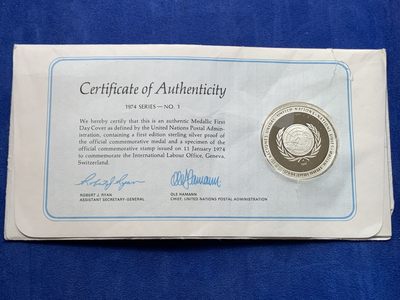 Certificate of Authenticity
1974 SERIES—NO. 1
We hereby certify that this is an authentic Medallic First
Day Cover as defined by the United Nations Postal Admin-
istration, containing a first edition sterling silver proof of
the official commemorative medal and a specimen of the
official commemorative stamp issued on 11 January 1974
to commemorate the International Labour Office, Geneva,
Switzerland.
ROBERT J. RYAN
ASSISTANT SECRETARY-GENERAL
OLE HAMANN
CHIEF, UNITED NATIONS POSTAL ADMINISTRATION